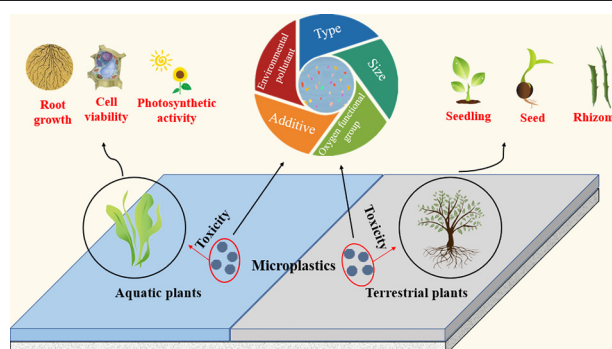 Environmental
pollutant
Type
Size
Oxygen functional
group
Additive
Root
growth
Cell
viability
Photosynthetic
activity
Seedling
Seed
Rhizom
Toxicity
Toxicity
Microplastics
Aquatic plants
Terrestrial plants